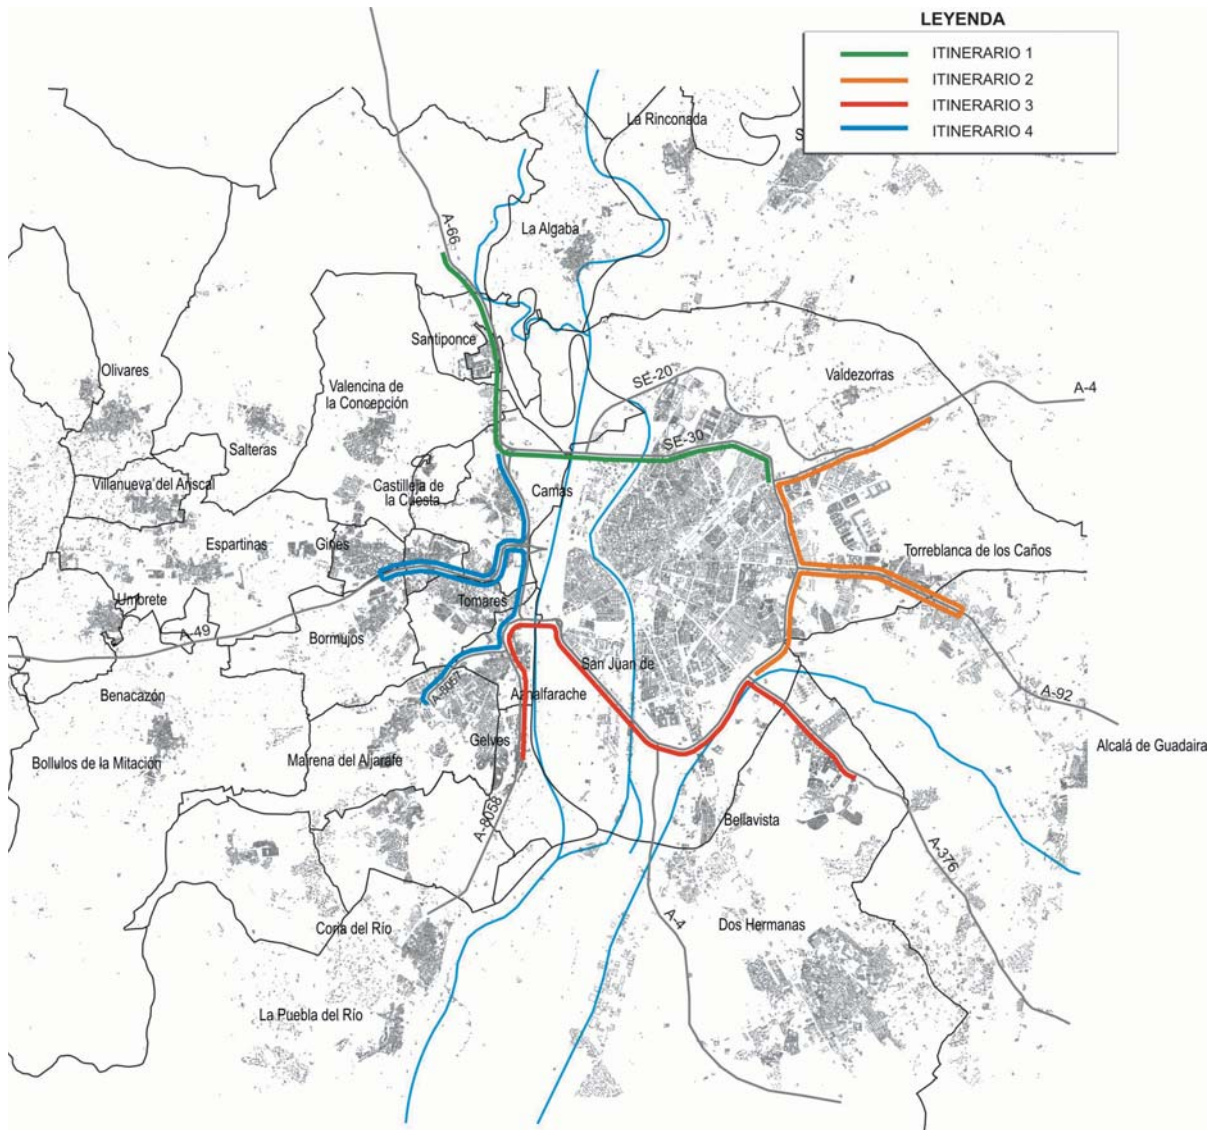 LEYENDA
ITINERARIO 1
ITINERARIO 2
ITINERARIO 3
ITINERARIO 4
La Rinconada
S
A-66
La Algaba
Santiponce
SE-20
Valdezorras
A-4
Olivares
Valencina de
la Concepción
Salteras
SE-30
Villanueva del Ariscal
Castilleja de
la Cuesta
Camas
Espartinas
Gines
Torreblanca de los Caños
Umbrete
Tomares
A-49
Bormujos
San Juan de
Aznalfarache
Benacazón
A-8057
A-92
Gelves
Alcalá de Guadaira
Bollulos de la Mitación
Mairena del Aljarafe
A-8058
Bellavista
A-376
A-4
Coria del Río
Dos Hermanas
La Puebla del Río